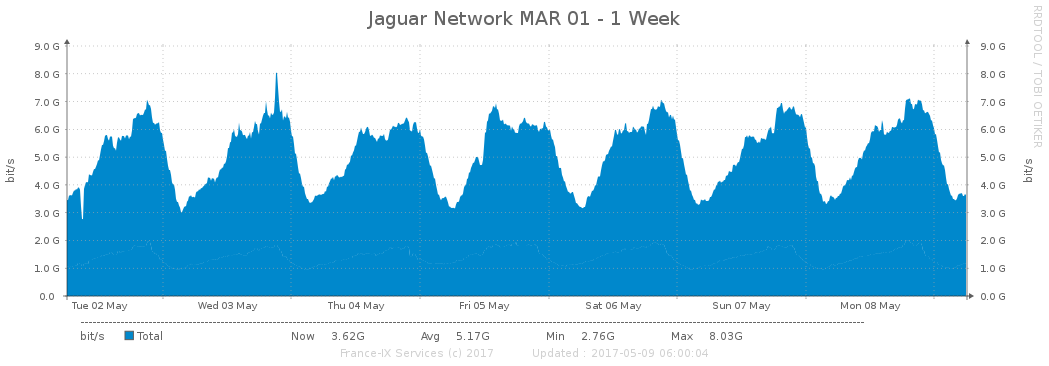 Jaguar Network MAR 01 - 1 Week
RRDTOOL / TOBI OETIKER
9.0 G 9.0 G
8.0 G 8.0 G
7.0 G 7.0 G
6.0 G 6.0 G
5.0 G 5.0 G
4.0 G 4.0 G
3.0 G 3.0 G
2.0 G 2.0 G
1.0 G 1.0 G
0.0 0.0 G
bit/s bit/s
Tue 02 May Wed 03 May Thu 04 May Fri 05 May Sat 06 May Sun 07 May Mon 08 May
bit/s Total Now 3.62G Avg 5.17G Min 2.76G Max 8.03G
France-IX Services (c) 2017 Updated : 2017-05-09 06:00:04